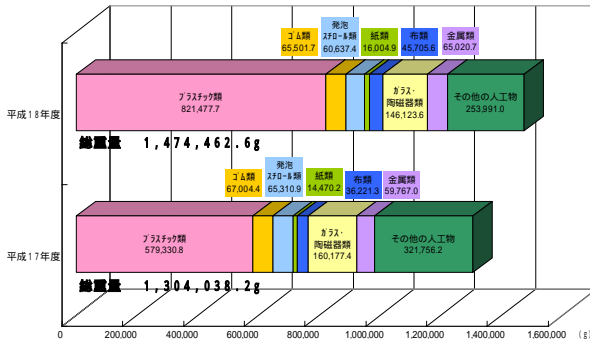 ゴム類
65,501.7
発泡
スチロール類
60,637.4
紙類
16,004.9
布類
45,705.6
金属類
65,020.7
平成18年度
プラスチック類
821,477.7
ガラス・
陶磁器類
146,123.6
その他の人工物
253,991.0
総重量 1,474,462.6g
ゴム類
67,004.4
発泡
スチロール類
65,310.9
紙類
14,470.2
布類
36,221.3
金属類
59,767.0
平成17年度
プラスチック類
579,330.8
ガラス・
陶磁器類
160,177.4
その他の人工物
321,756.2
総重量 1,304,038.2g
0 200,000 400,000 600,000 800,000 1,000,000 1,200,000 1,400,000 1,600,000 (g)